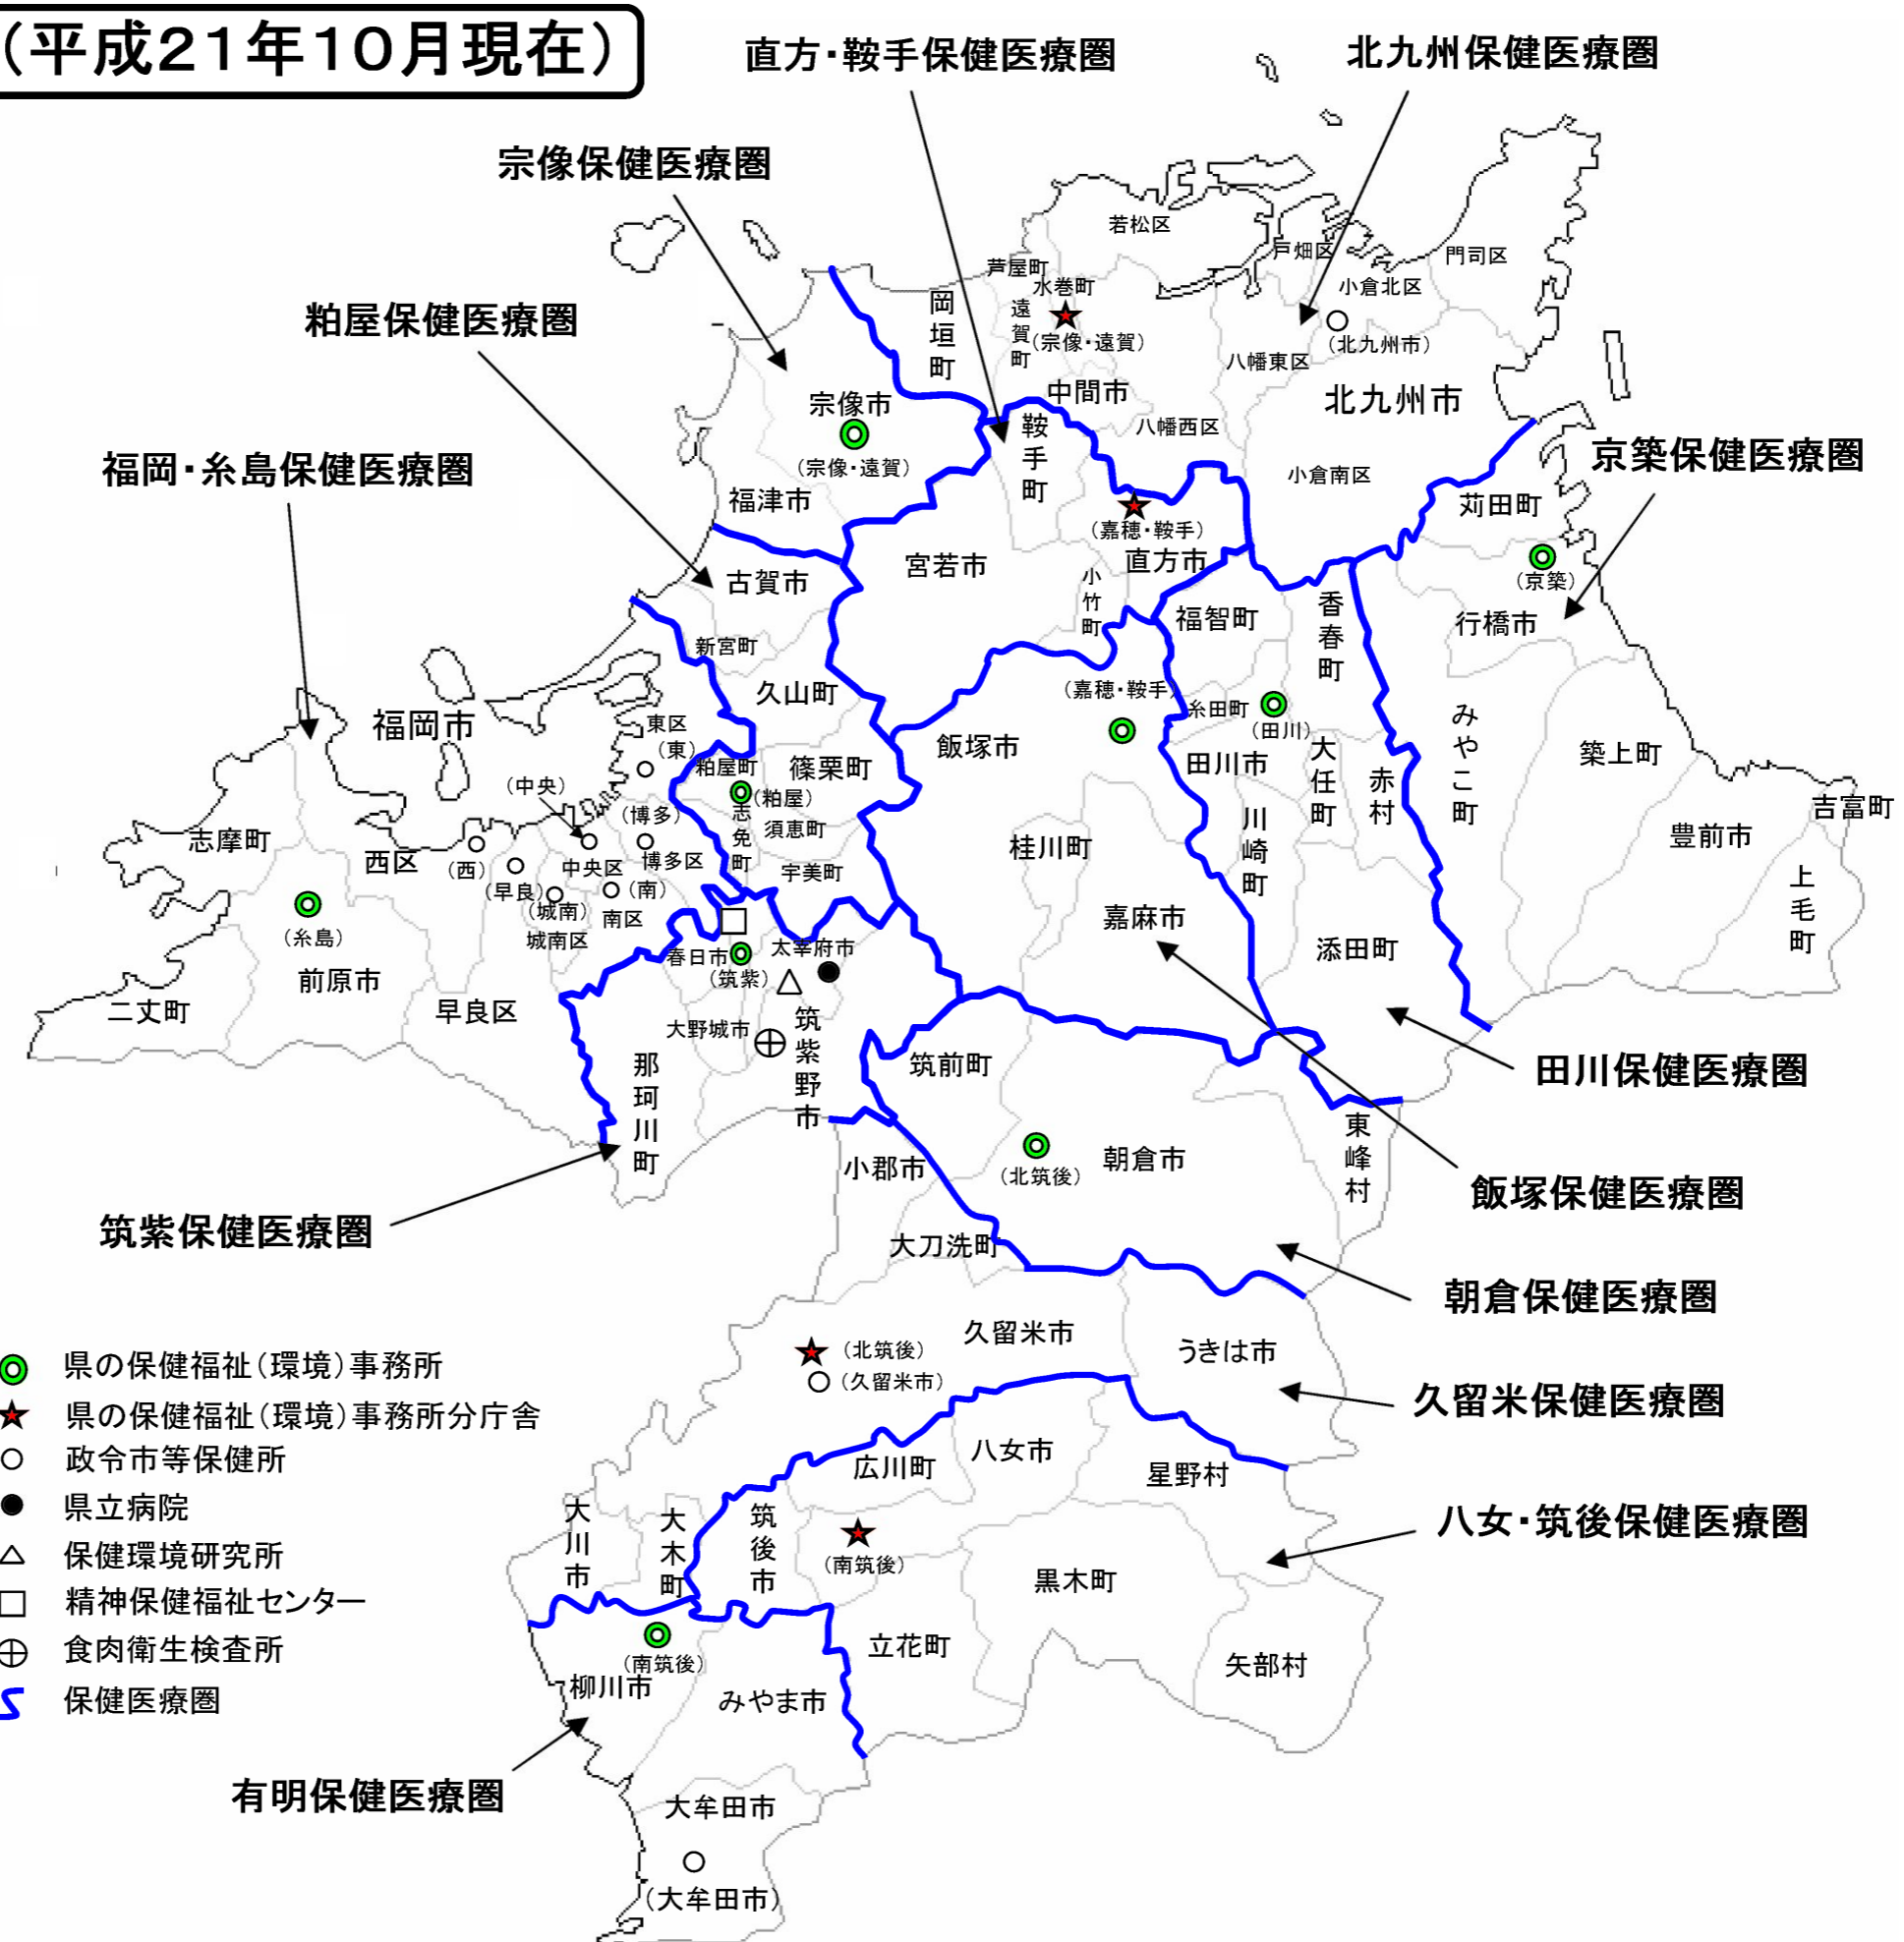 (平成21年10月現在)
直方・鞍手保健医療圏
北九州保健医療圏
宗像保健医療圏
粕屋保健医療圏
福岡・糸島保健医療圏
京築保健医療圏
若松区
戸畑区
門司区
小倉北区
芦屋町
水巻町
岡垣町
遠賀町
(宗像・遠賀)
(北九州市)
八幡東区
中間市
北九州市
宗像市
(宗像・遠賀)
鞍手町
八幡西区
小倉南区
福津市
苅田町
(嘉穂・鞍手)
直方市
宮若市
古賀市
小竹町
(京築)
行橋市
福智町
香春町
新宮町
久山町
(嘉穂・鞍手)
糸田町
(田川)
福岡市
東区
(東)
飯塚市
田川市
大任町
赤村
みやこ町
築上町
吉富町
豊前市
上毛町
粕屋町
篠栗町
(粕屋)
志免町
須恵町
宇美町
(中央)
(博多)
博多区
志摩町
西区
(西)
(早良)
中央区
(城南)
(南)
南区
城南区
桂川町
川崎町
嘉麻市
添田町
(糸島)
前原市
二丈町
早良区
春日市
(筑紫)
太宰府市
大野城市
筑紫野市
那珂川町
筑前町
田川保健医療圏
東峰村
小郡市
(北筑後)
朝倉市
飯塚保健医療圏
筑紫保健医療圏
大刀洗町
朝倉保健医療圏
久留米市
(北筑後)
(久留米市)
うきは市
久留米保健医療圏
県の保健福祉(環境)事務所
県の保健福祉(環境)事務所分庁舎
政令市等保健所
県立病院
保健環境研究所
精神保健福祉センター
食肉衛生検査所
保健医療圏
広川町
八女市
星野村
八女・筑後保健医療圏
大川市
大木町
筑後市
(南筑後)
黒木町
(南筑後)
柳川市
みやま市
立花町
矢部村
有明保健医療圏
大牟田市
(大牟田市)